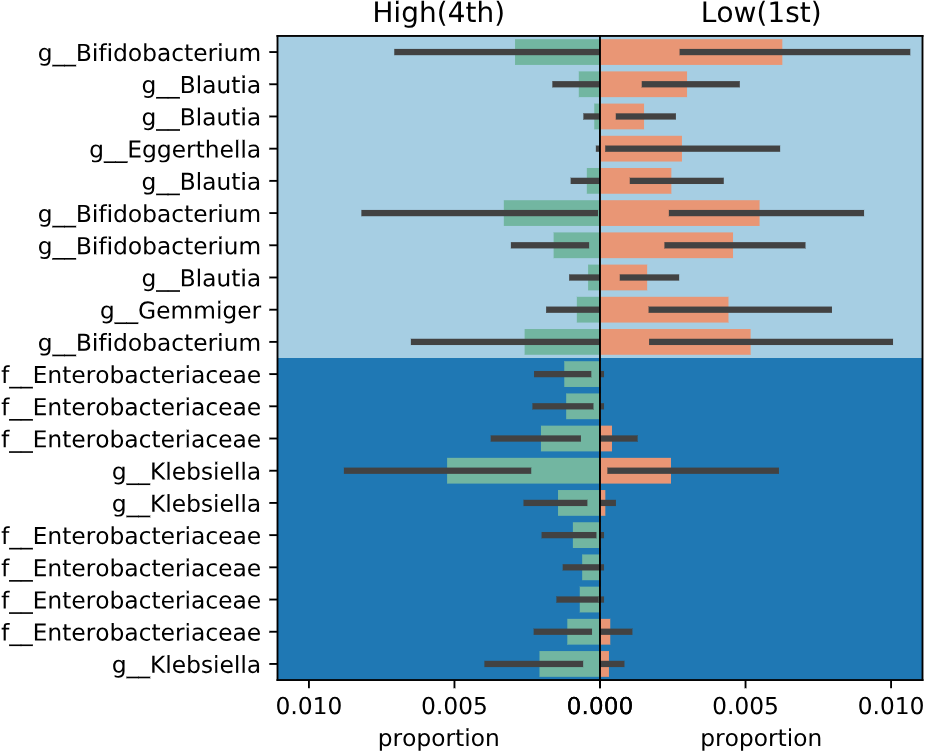 High(4th) Low(1st)
g__Bifidobacterium
g__Blautia
g__Blautia
g__Eggerthella
g__Blautia
g__Bifidobacterium
g__Bifidobacterium
g__Blautia
g__Gemmiger
g__Bifidobacterium
f__Enterobacteriaceae
f__Enterobacteriaceae
f__Enterobacteriaceae
g__Klebsiella
g__Klebsiella
f__Enterobacteriaceae
f__Enterobacteriaceae
f__Enterobacteriaceae
f__Enterobacteriaceae
g__Klebsiella
0.010 0.005 0.000 0.005 0.010
proportion proportion